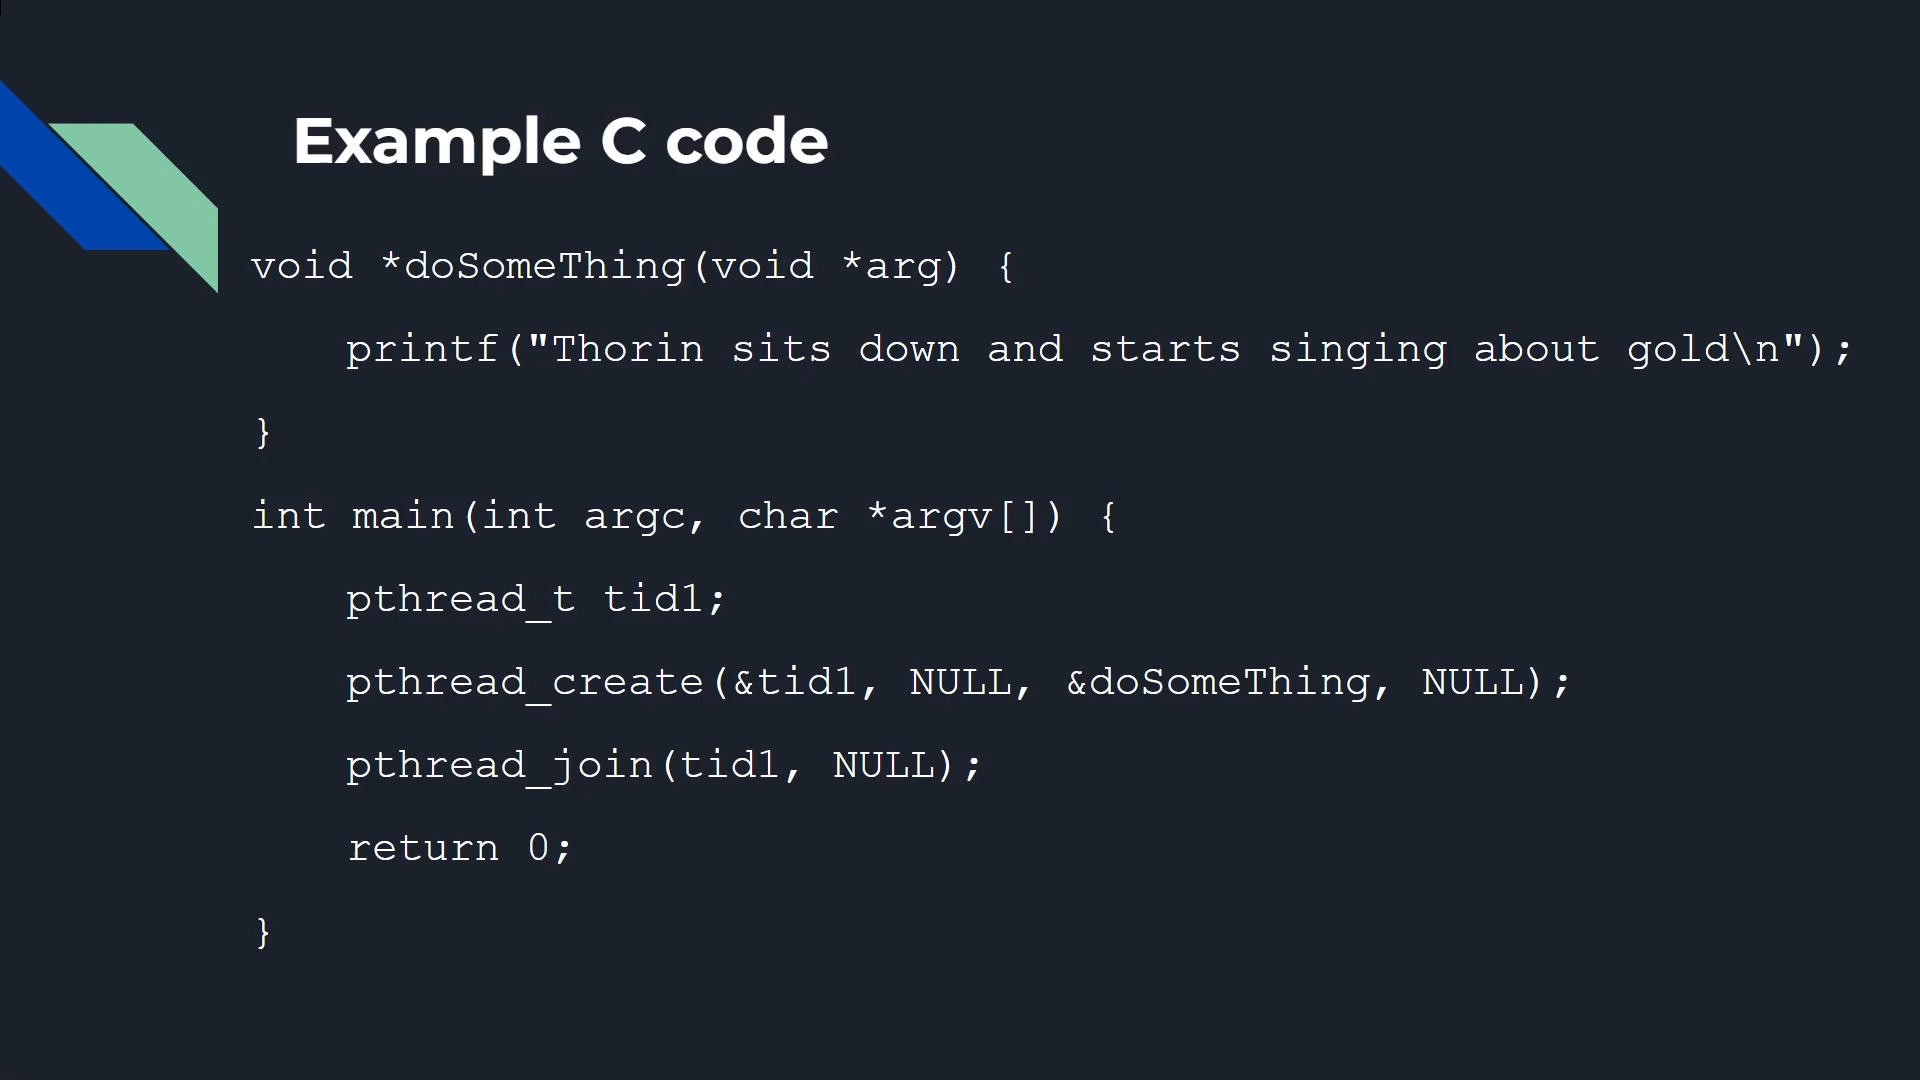 Example C code
void *doSomeThing(void *arg) {
printf("Thorin sits down and starts singing about gold\n");
}
int main(int argc, char *argv[]) {
pthread_t tid1;
pthread_create(&tid1, NULL, &doSomeThing, NULL);
pthread_join(tid1, NULL);
return 0;
}